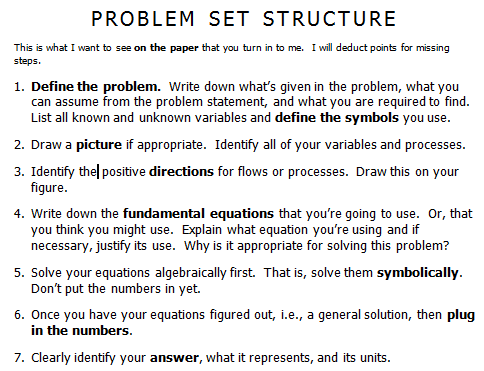 PROBLEM SET STRUCTURE
This is what I want to see on the paper that you turn in to me.  I will deduct points for missing
steps.
1. Define the problem.  Write down what's given in the problem, what you
can assume from the problem statement, and what you are required to find.
List all known and unknown variables and define the symbols you use.
2. Draw a picture if appropriate.  Identify all of your variables and processes.
3. Identify the positive directions for flows or processes.  Draw this on your
figure.
4. Write down the fundamental equations that you're going to use.  Or, that
you think you might use.  Explain what equation you're using and if
necessary, justify its use.  Why is it appropriate for solving this problem?
5. Solve your equations algebraically first.  That is, solve them symbolically.
Don't put the numbers in yet.
6. Once you have your equations figured out, i.e., a general solution, then plug
in the numbers.
7. Clearly identify your answer, what it represents, and its units.